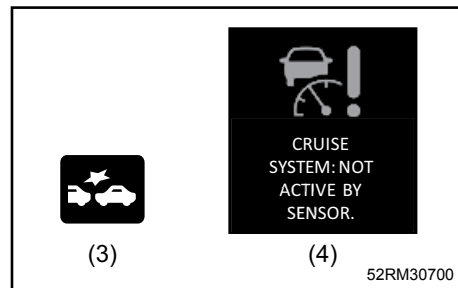 CRUISE
SYSTEM: NOT
ACTIVE BY
SENSOR.
(3)
(4)
52RM30700